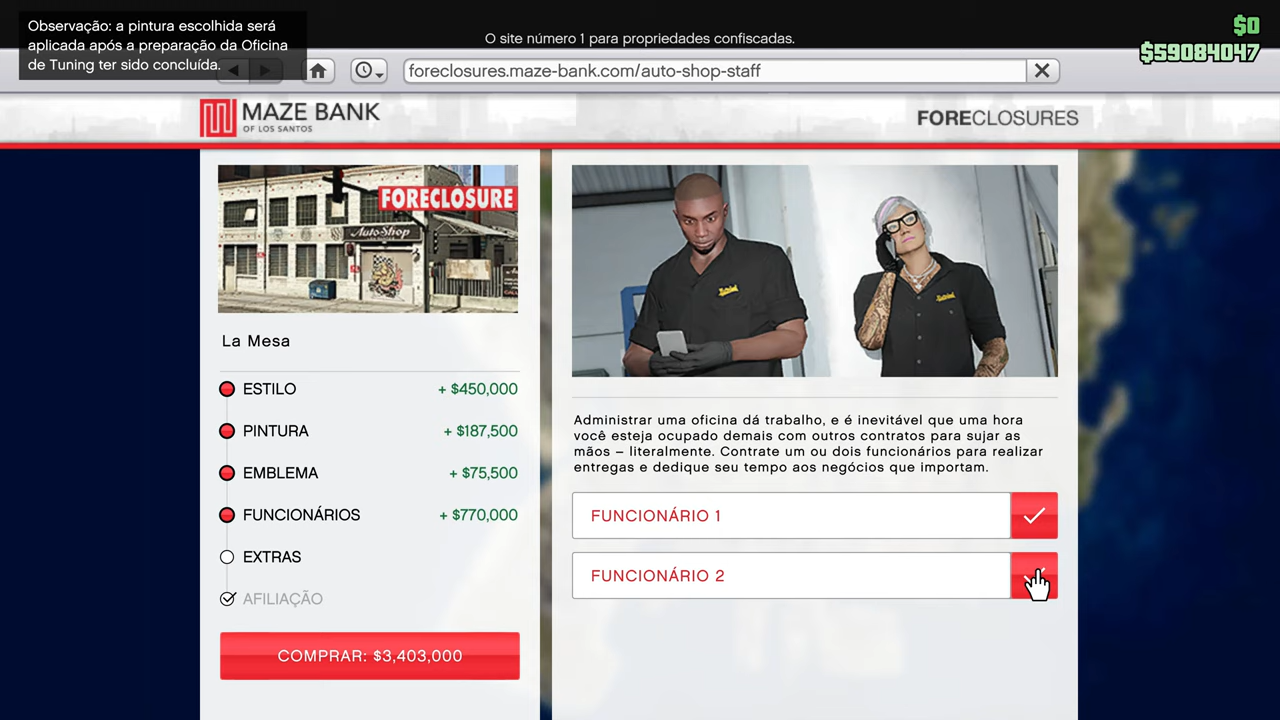 Observação: a pintura escolhida será
aplicada após a preparação da Oficina
de Tuning ter sido concluída.
O site número 1 para propriedades confiscadas.
$0
$59084047
foreclosures.maze-bank.com/auto-shop-staff
MAZE BANK
OF LOS SANTOS
FORECLOSURES
FORECLOSURE
AutoShop
La Mesa
ESTILO + $450,000
PINTURA + $187,500
EMBLEMA + $75,500
FUNCIONÁRIOS + $770,000
EXTRAS
AFILIAÇÃO
COMPRAR: $3,403,000
Administrar uma oficina dá trabalho, e é inevitável que uma hora
você esteja ocupado demais com outros contratos para sujar as
mãos – literalmente. Contrate um ou dois funcionários para realizar
entregas e dedique seu tempo aos negócios que importam.
FUNCIONÁRIO 1
FUNCIONÁRIO 2